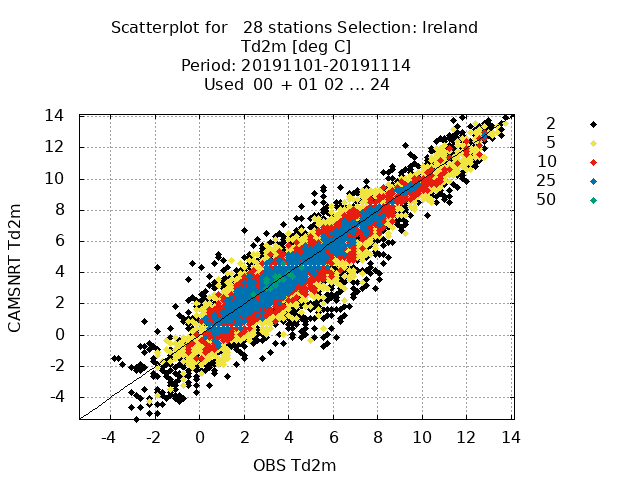 Scatterplot for   28 stations Selection: Ireland
Td2m [deg C]
Period: 20191101-20191114
Used  00 + 01 02 ... 24
CAMSNRT Td2m
14
12
10
8
6
4
2
0
-2
-4
-4 -2 0 2 4 6 8 10 12 14
OBS Td2m
2
5
10
25
50